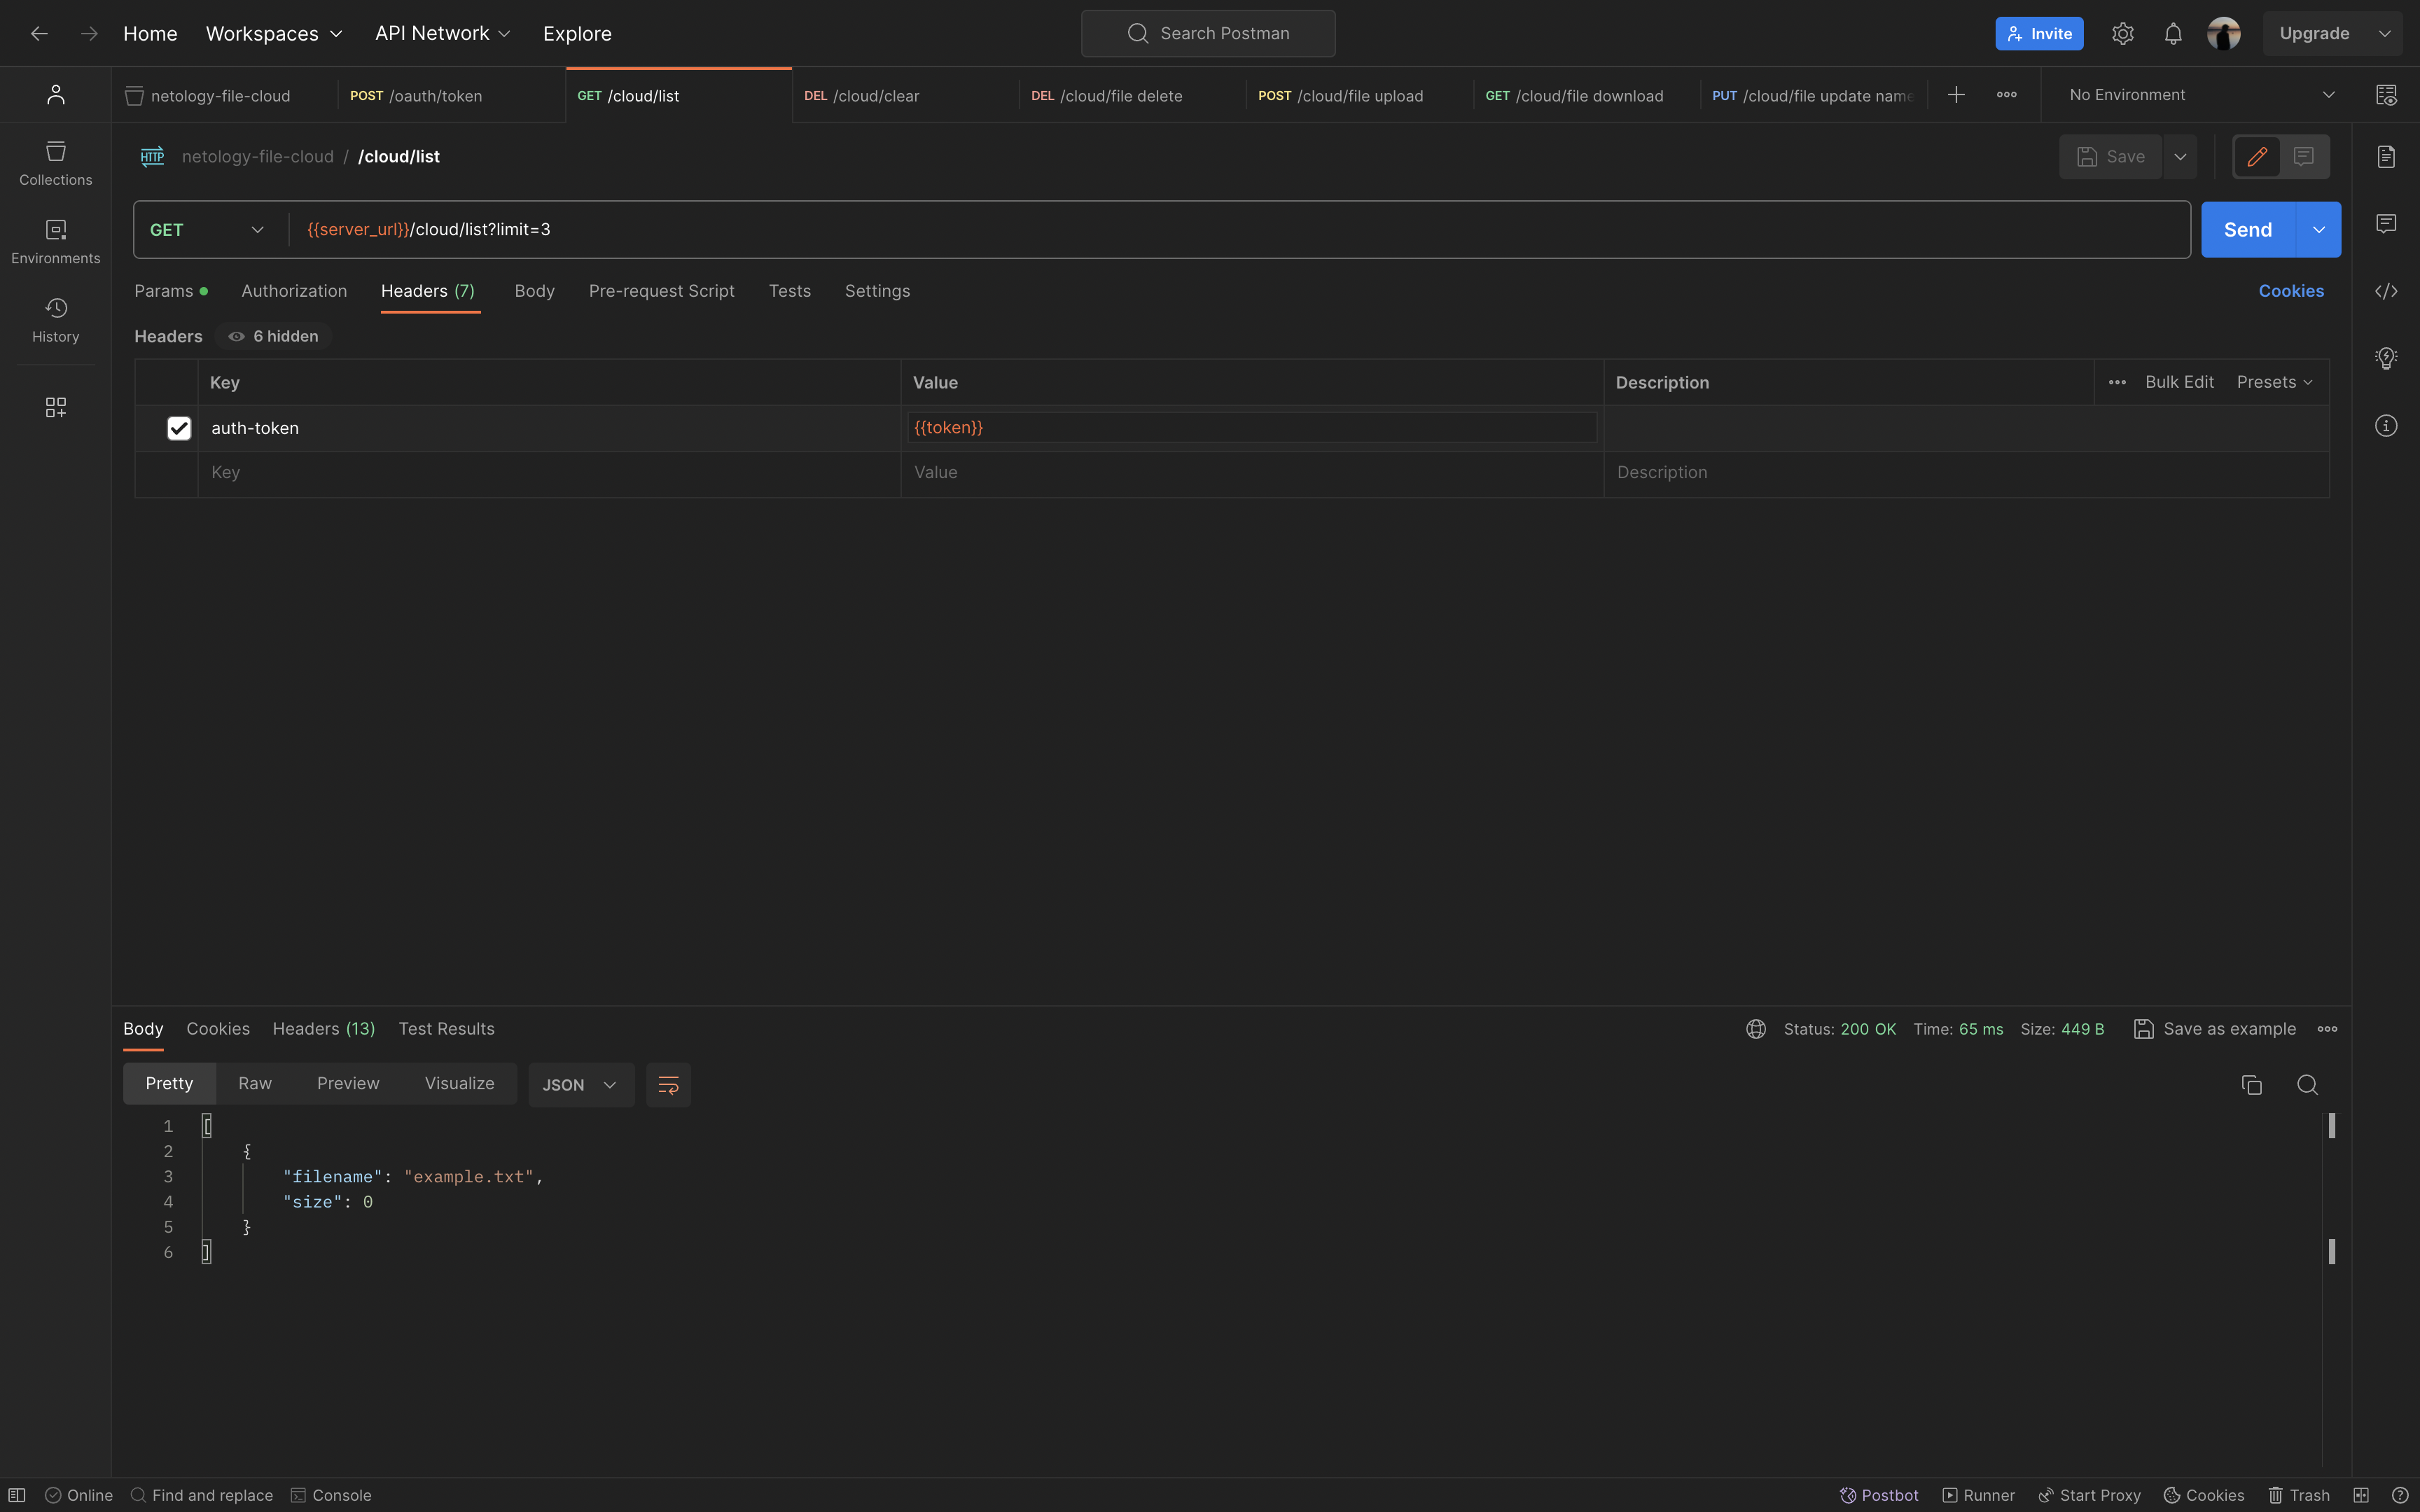 Home Workspaces API Network Explore Search Postman Invite Upgrade
netology-file-cloud POST /oauth/token GET /cloud/list DEL /cloud/clear DEL /cloud/file delete POST /cloud/file upload GET /cloud/file download PUT /cloud/file update name No Environment
Collections
Environments
History
HTTP netology-file-cloud / /cloud/list Save
GET {{server_url}}/cloud/list?limit=3 Send
Params Authorization Headers (7) Body Pre-request Script Tests Settings Cookies
Headers 6 hidden
Key Value Description Bulk Edit Presets
auth-token {{token}}
Key Value Description
Body Cookies Headers (13) Test Results Status: 200 OK Time: 65 ms Size: 449 B Save as example
Pretty Raw Preview Visualize JSON
1 [
2 {
3 "filename": "example.txt",
4 "size": 0
5 }
6 ]
Online Find and replace Console Postbot Runner Start Proxy Cookies Trash